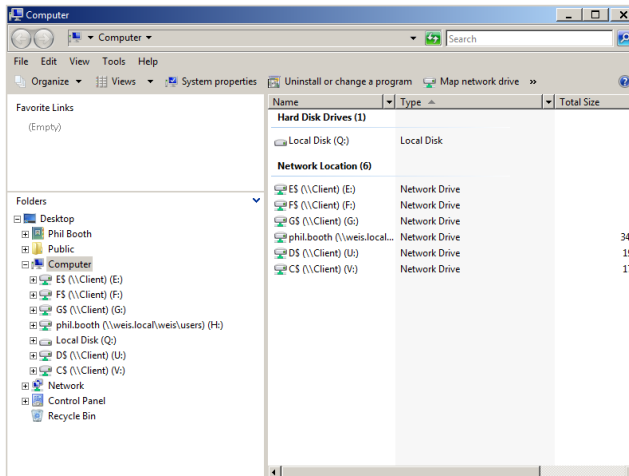 Computer
Computer
Search
File Edit View Tools Help
Organize Views System properties Uninstall or change a program Map network drive »
Favorite Links
(Empty)
Folders
Desktop
Phil Booth
Public
Computer
E$ (\\Client) (E:)
F$ (\\Client) (F:)
G$ (\\Client) (G:)
phil.booth (\\weis.local\weis\users) (H:)
Local Disk (Q:)
D$ (\\Client) (U:)
C$ (\\Client) (V:)
Network
Control Panel
Recycle Bin
Name Type Total Size
Hard Disk Drives (1)
Local Disk (Q:) Local Disk
Network Location (6)
E$ (\\Client) (E:) Network Drive
F$ (\\Client) (F:) Network Drive
G$ (\\Client) (G:) Network Drive
phil.booth (\\weis.local... Network Drive 34
D$ (\\Client) (U:) Network Drive
C$ (\\Client) (V:) Network Drive